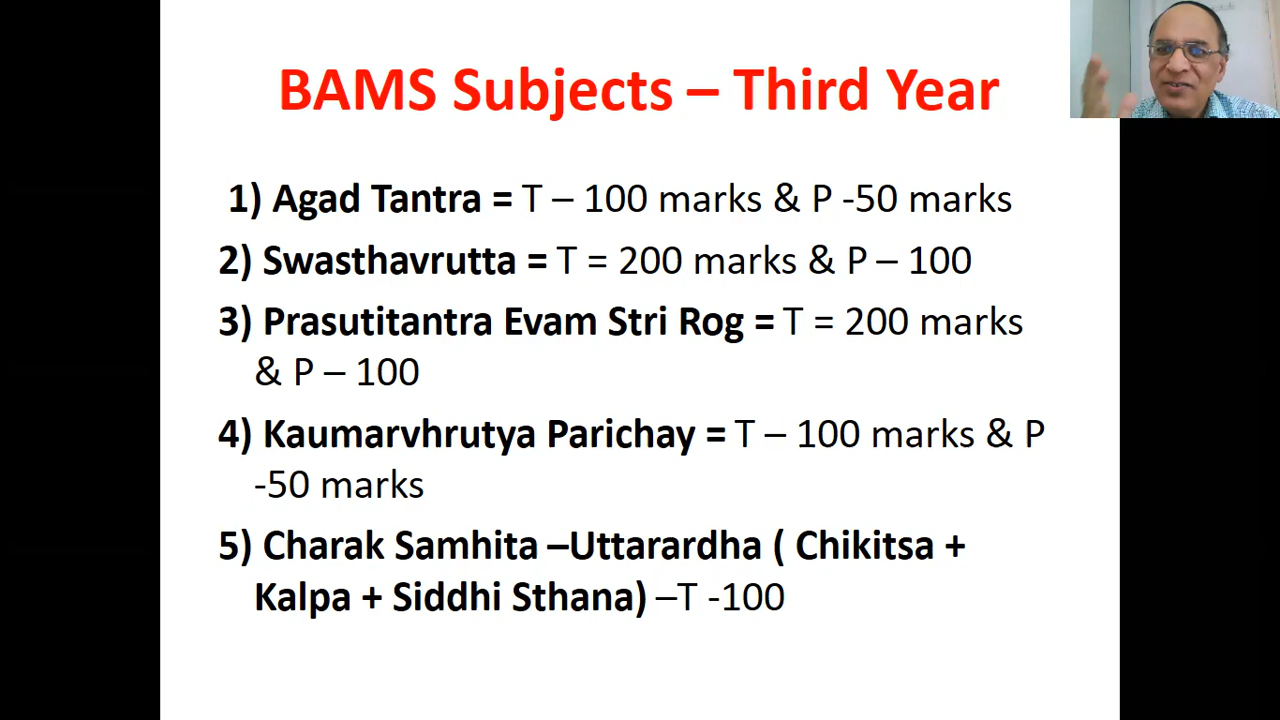 BAMS Subjects – Third Year
1) Agad Tantra = T – 100 marks & P -50 marks
2) Swasthavrutta = T = 200 marks & P – 100
3) Prasutitantra Evam Stri Rog = T = 200 marks
& P – 100
4) Kaumarvhrutya Parichay = T – 100 marks & P
-50 marks
5) Charak Samhita –Uttarardha ( Chikitsa +
Kalpa + Siddhi Sthana) –T -100